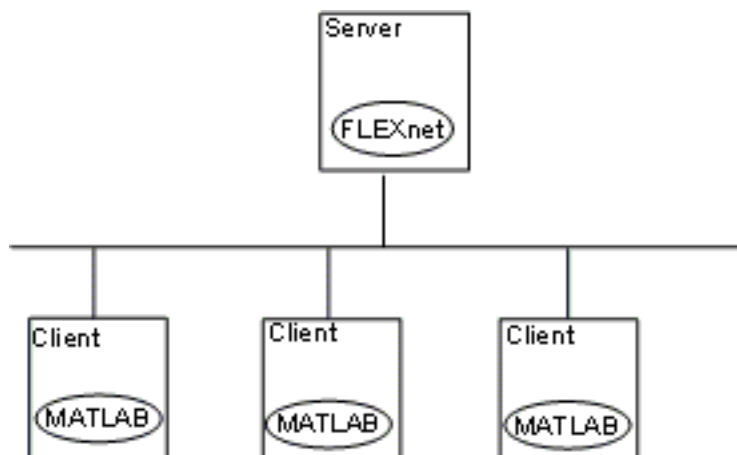 Server
FLEXnet
Client
Client
Client
MATLAB
MATLAB
MATLAB